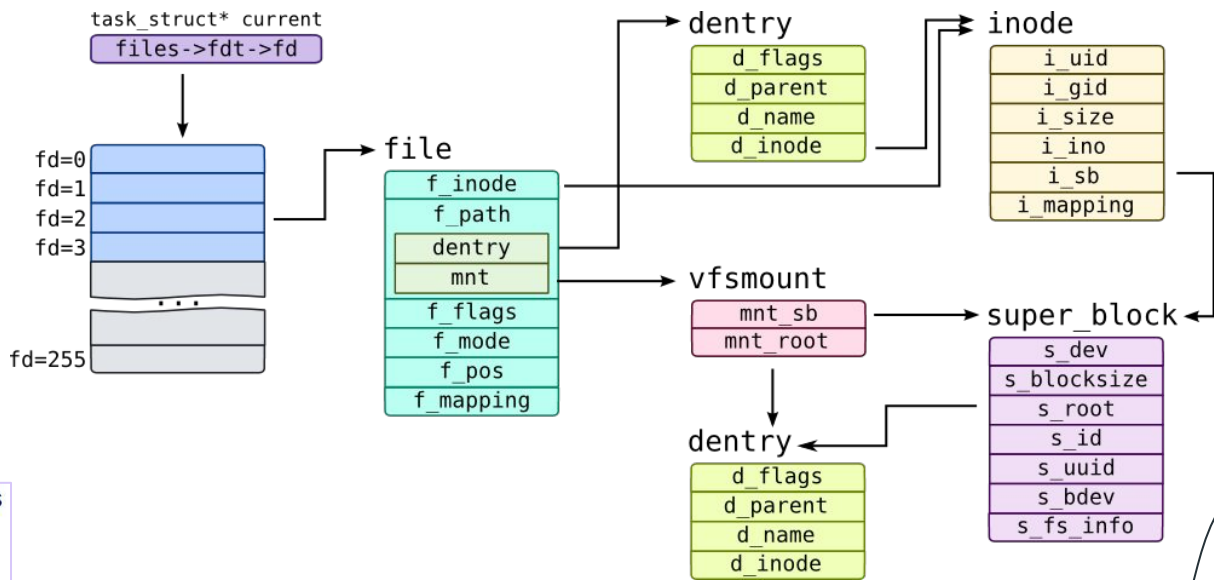 task_struct* current
files->fdt->fd
fd=0
fd=1
fd=2
fd=3
...
fd=255
file
f_inode
f_path
dentry
mnt
f_flags
f_mode
f_pos
f_mapping
dentry
d_flags
d_parent
d_name
d_inode
inode
i_uid
i_gid
i_size
i_ino
i_sb
i_mapping
vfsmount
mnt_sb
mnt_root
super_block
s_dev
s_blocksize
s_root
s_id
s_uuid
s_bdev
s_fs_info
dentry
d_flags
d_parent
d_name
d_inode
s